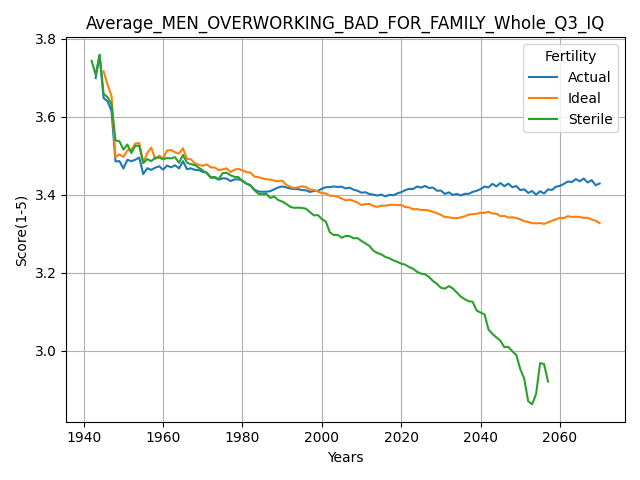 Average_MEN_OVERWORKING_BAD_FOR_FAMILY_Whole_Q3_IQ
Fertility
Actual
Ideal
Sterile
Score(1-5)
3.8
3.6
3.4
3.2
3.0
1940 1960 1980 2000 2020 2040 2060
Years